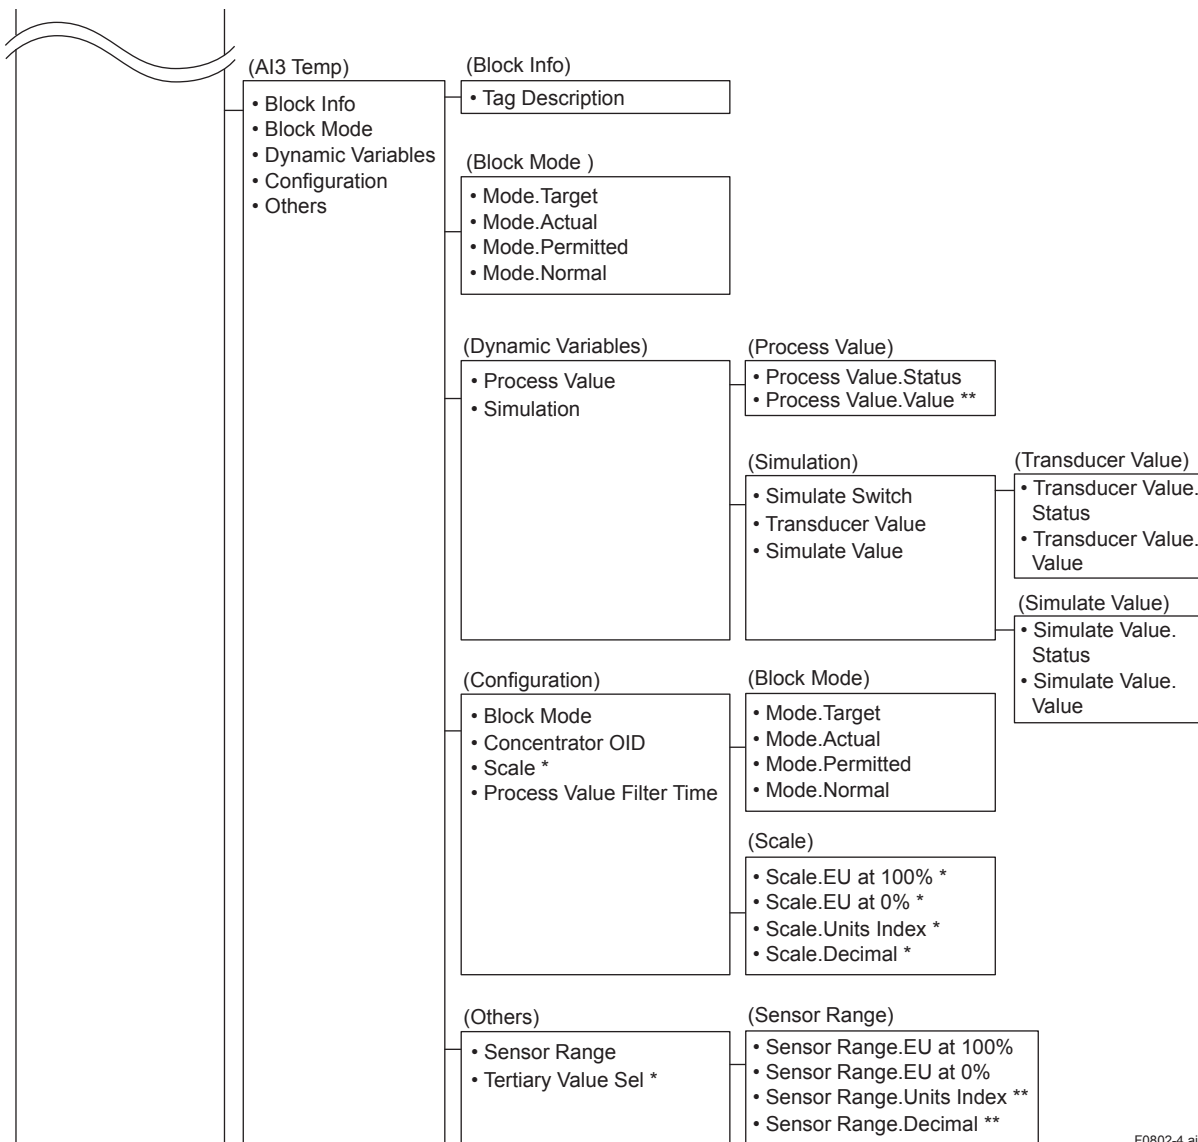 (AI3 Temp)
• Block Info
• Block Mode
• Dynamic Variables
• Configuration
• Others
(Block Info)
• Tag Description
(Block Mode )
• Mode.Target
• Mode.Actual
• Mode.Permitted
• Mode.Normal
(Dynamic Variables)
• Process Value
• Simulation
(Process Value)
• Process Value.Status
• Process Value.Value **
(Simulation)
• Simulate Switch
• Transducer Value
• Simulate Value
(Transducer Value)
• Transducer Value.
Status
• Transducer Value.
Value
(Simulate Value)
• Simulate Value.
Status
• Simulate Value.
Value
(Configuration)
• Block Mode
• Concentrator OID
• Scale *
• Process Value Filter Time
(Block Mode)
• Mode.Target
• Mode.Actual
• Mode.Permitted
• Mode.Normal
(Scale)
• Scale.EU at 100% *
• Scale.EU at 0% *
• Scale.Units Index *
• Scale.Decimal *
(Others)
• Sensor Range
• Tertiary Value Sel *
(Sensor Range)
• Sensor Range.EU at 100%
• Sensor Range.EU at 0%
• Sensor Range.Units Index **
• Sensor Range.Decimal **
F0802-4.ai